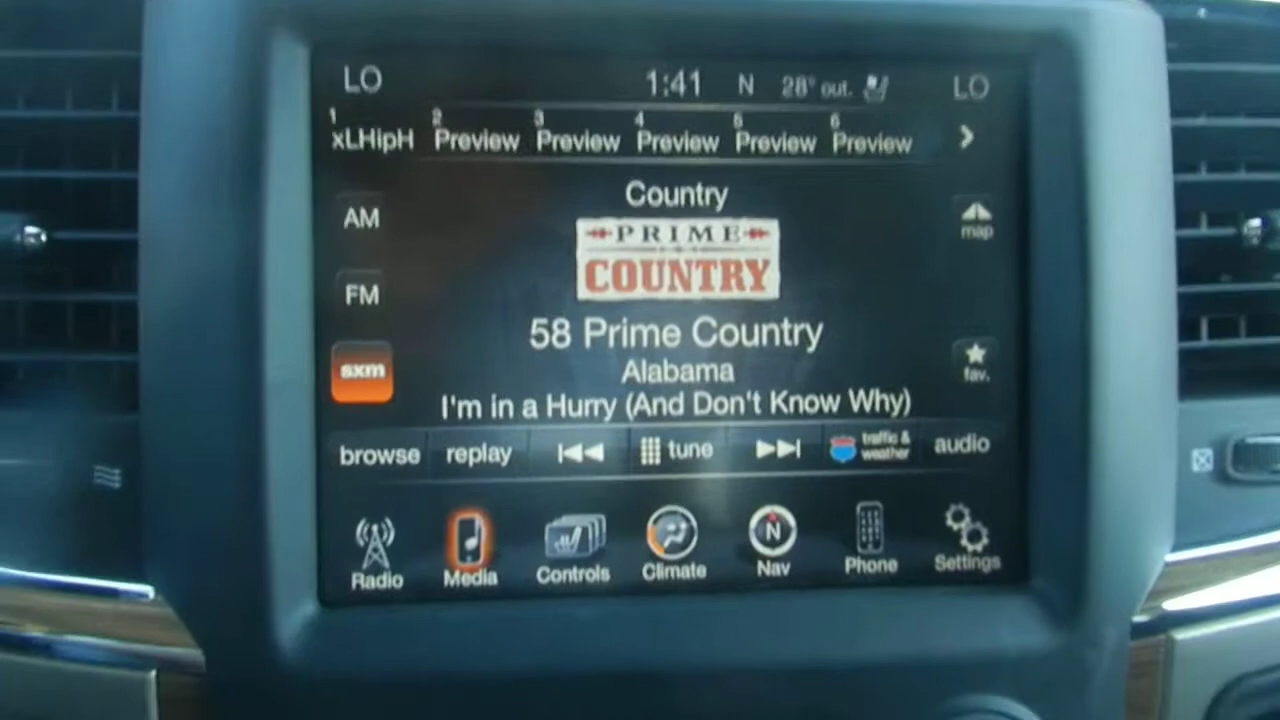 LO 1:41 N 28° out. LO
1 2 3 4 5 6
xLHipH Preview Preview Preview Preview Preview
Country
AM
PRIME
map
COUNTRY
FM
58 Prime Country
sxm
Alabama
fav.
I'm in a Hurry (And Don't Know Why)
browse replay tune traffic & weather audio
N
Radio Media Controls Climate Nav Phone Settings